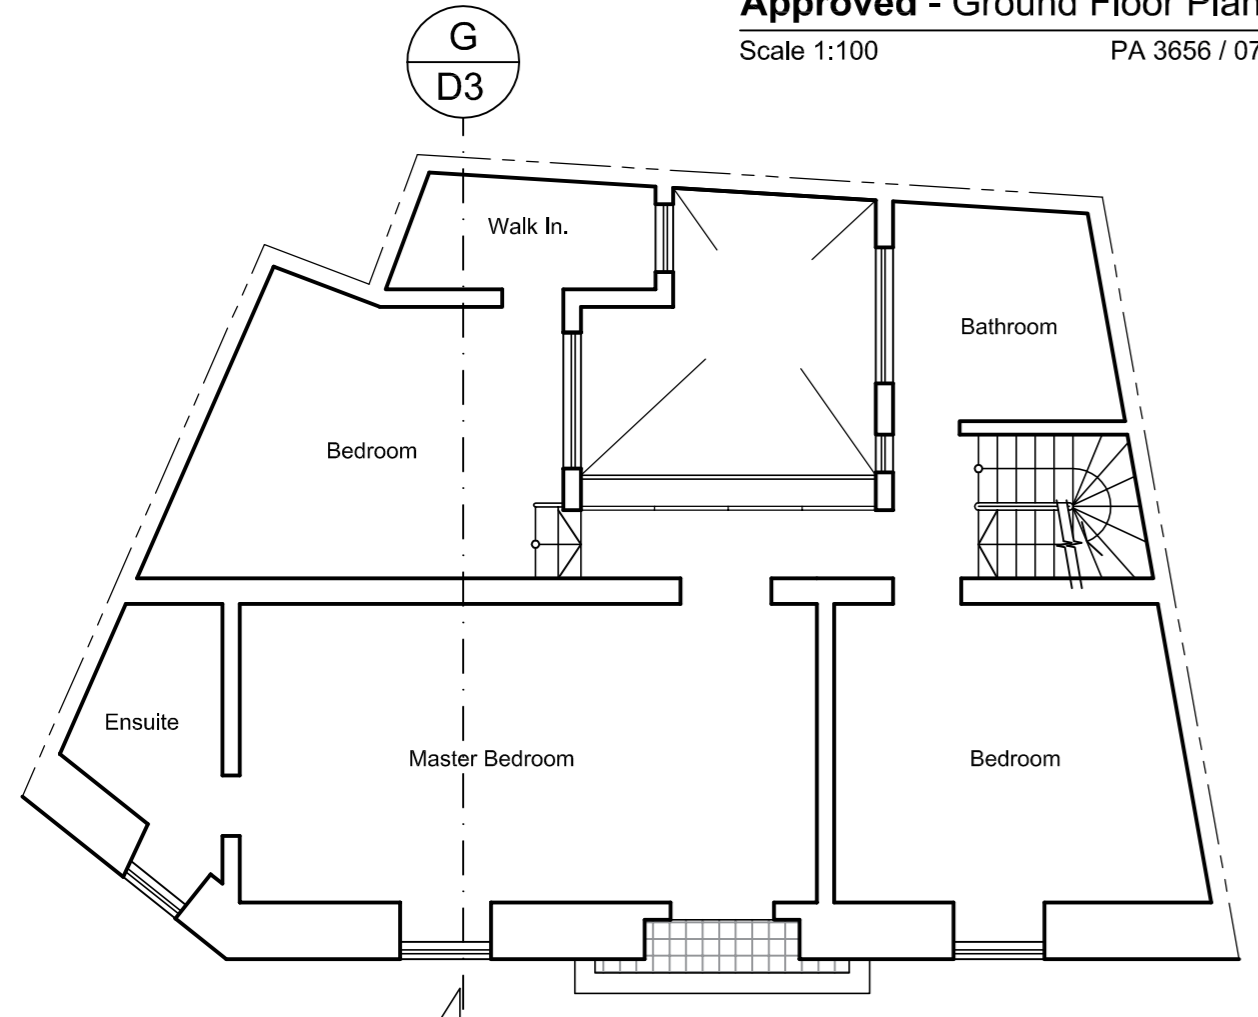 Approved - Ground Floor Plan
Scale 1:100 PA 3656 / 07
G
D3
Walk In.
Bathroom
Bedroom
Ensuite
Master Bedroom
Bedroom